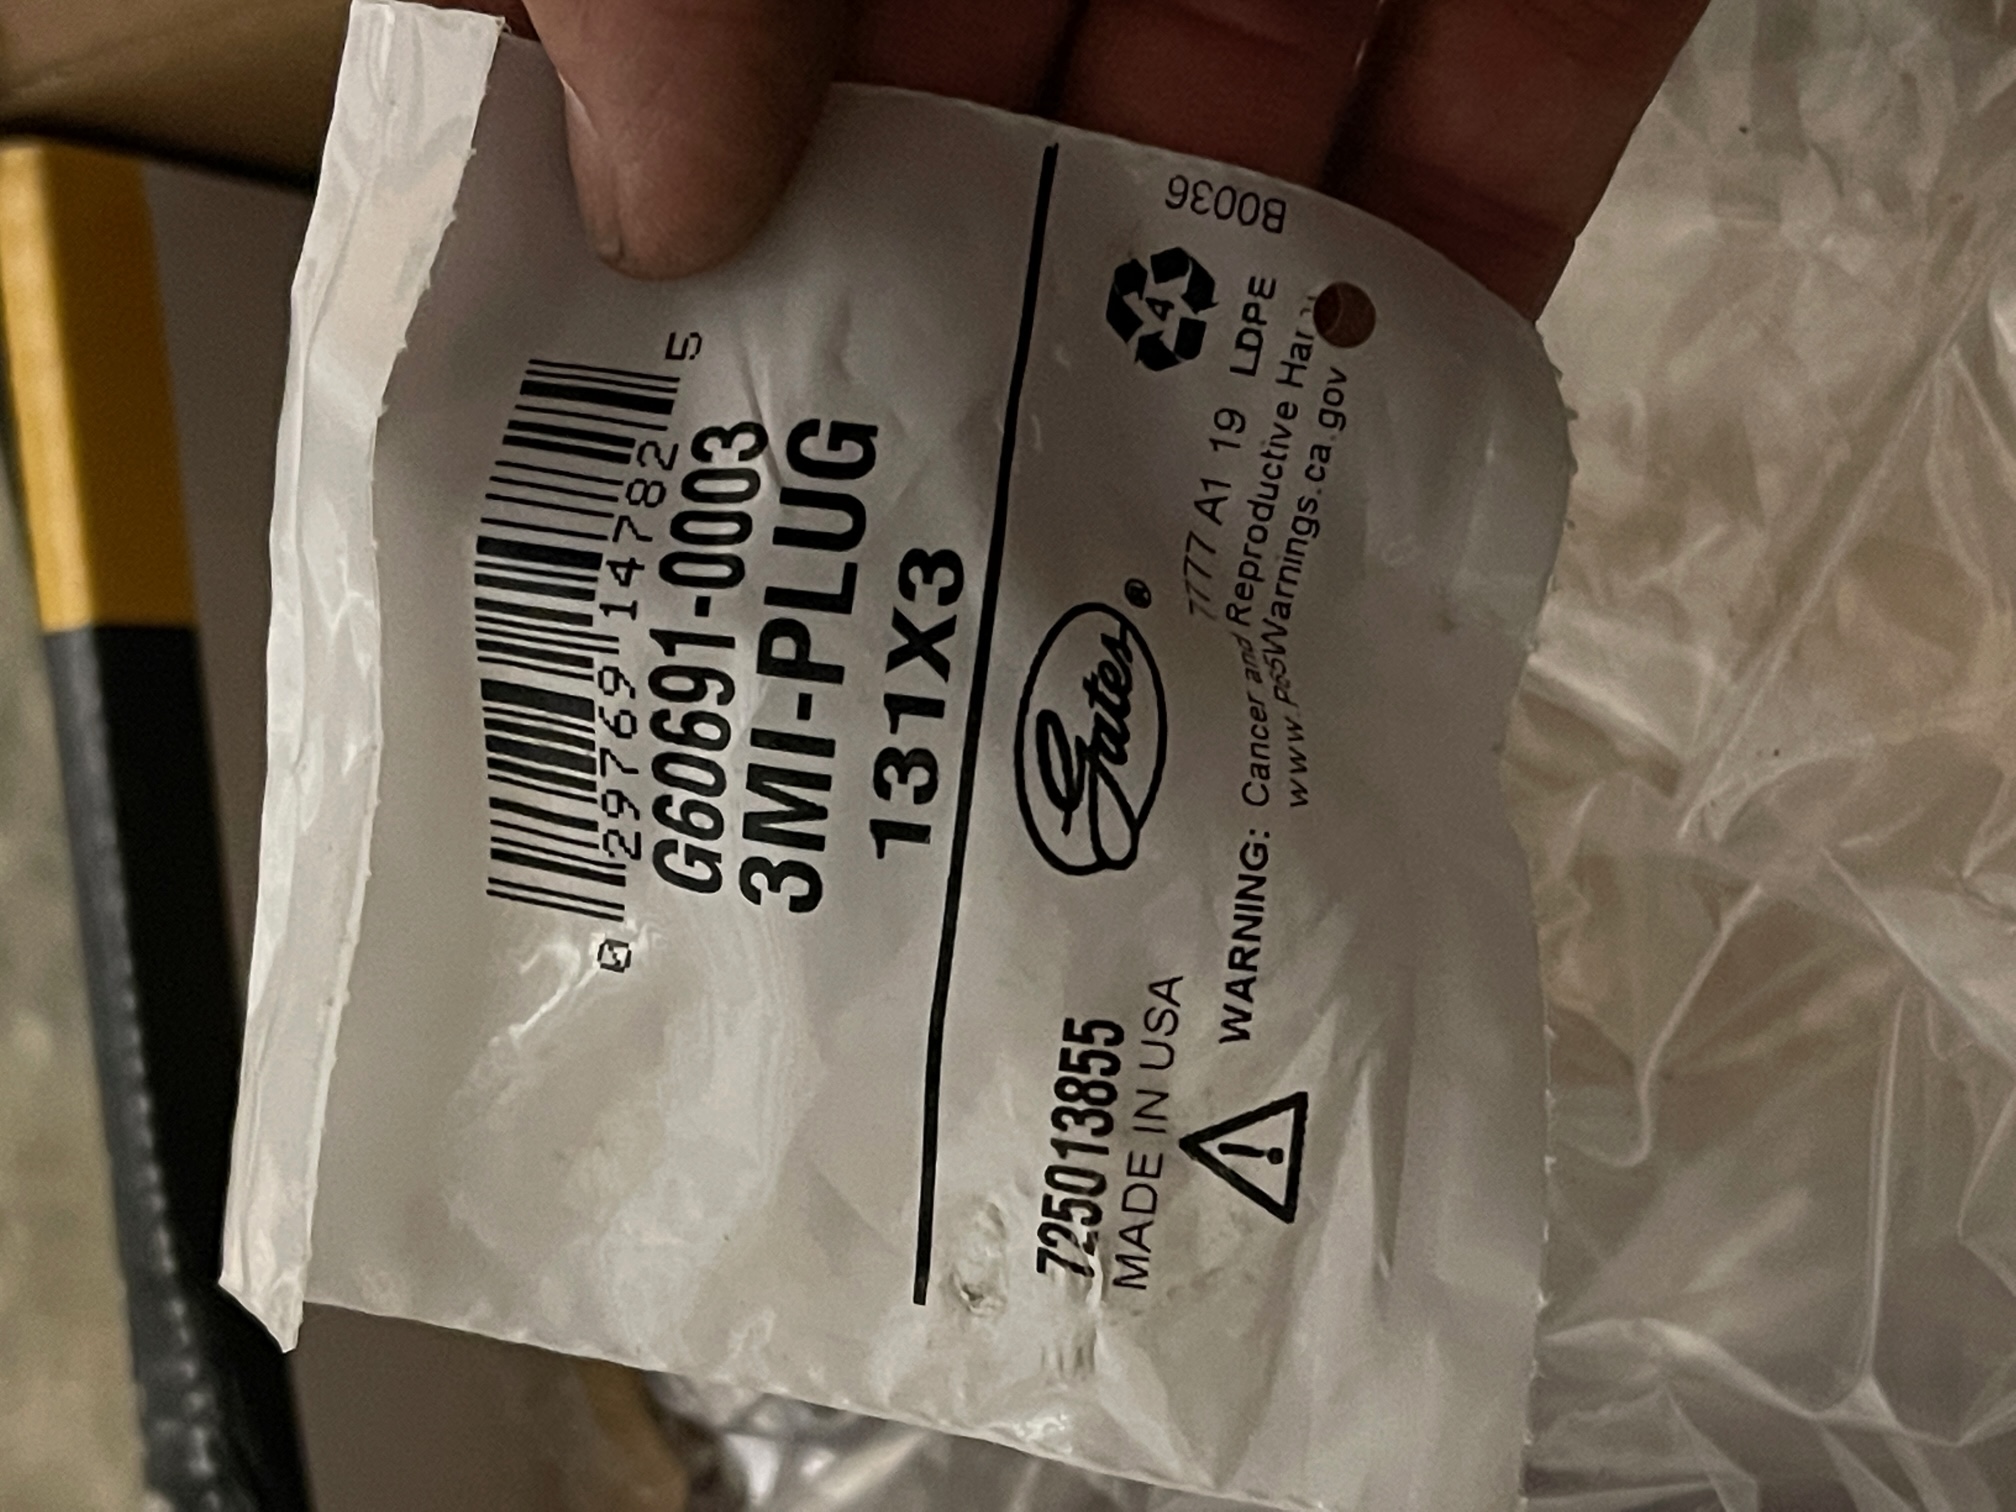 0 29769 14782 5
G60691-0003
3MI-PLUG
131X3
Gates®
725013855
MADE IN USA
4
7777 A1 19 LDPE
B0036
WARNING: Cancer and Reproductive
www.P65Warnings.ca.gov